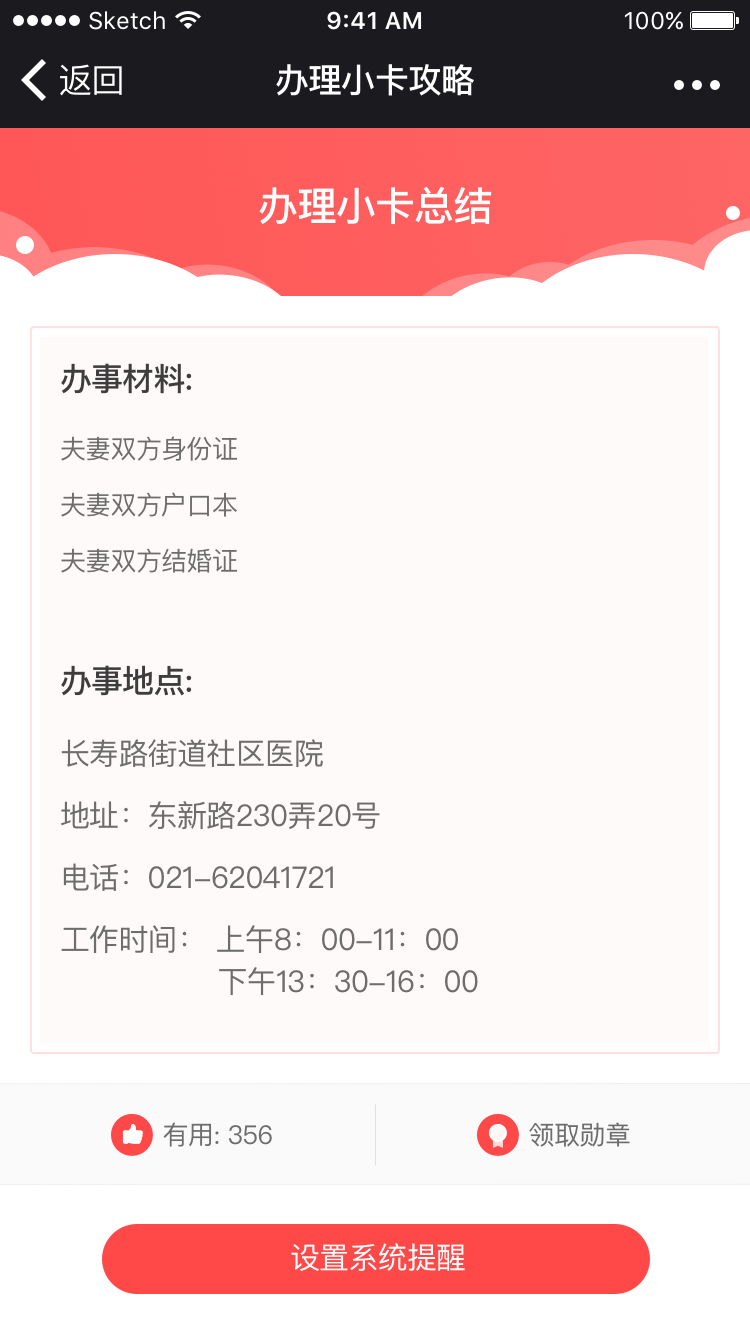 Sketch 9:41 AM 100%
返回 办理小卡攻略
办理小卡总结
办事材料:
夫妻双方身份证
夫妻双方户口本
夫妻双方结婚证
办事地点:
长寿路街道社区医院
地址：东新路230弄20号
电话：021-62041721
工作时间： 上午8：00-11：00
下午13：30-16：00
有用: 356 领取勋章
设置系统提醒